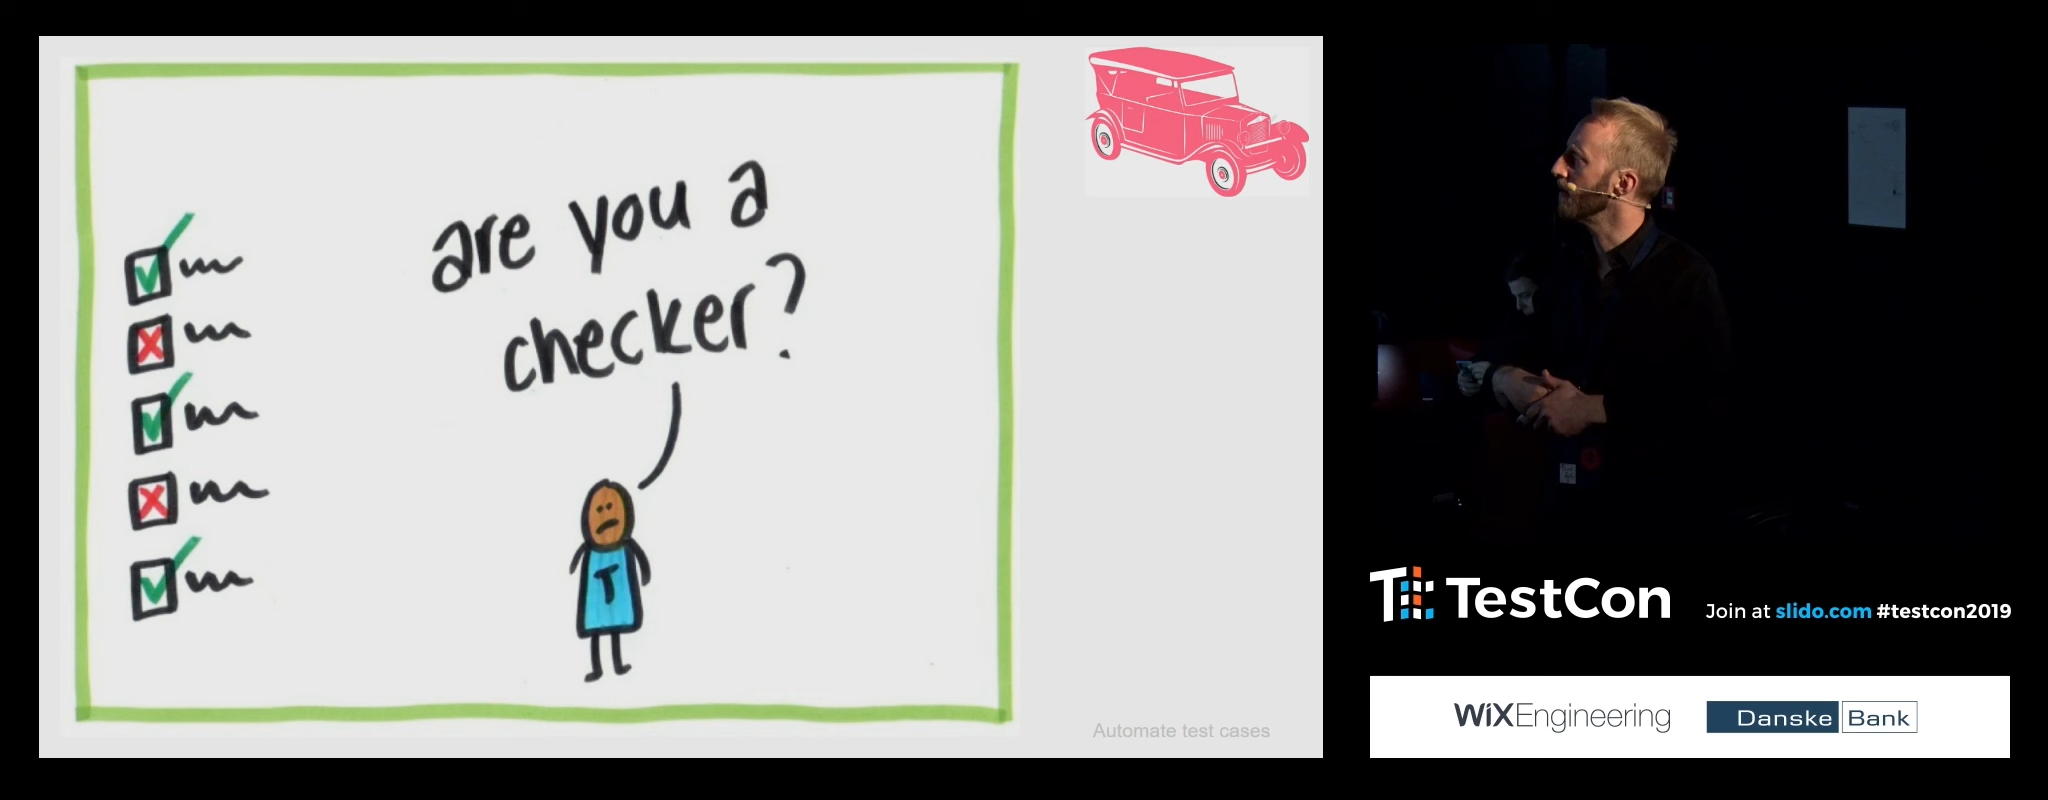 are you a
checker?
T
Automate test cases
TestCon
Join at slido.com #testcon2019
WiXEngineering
Danske Bank